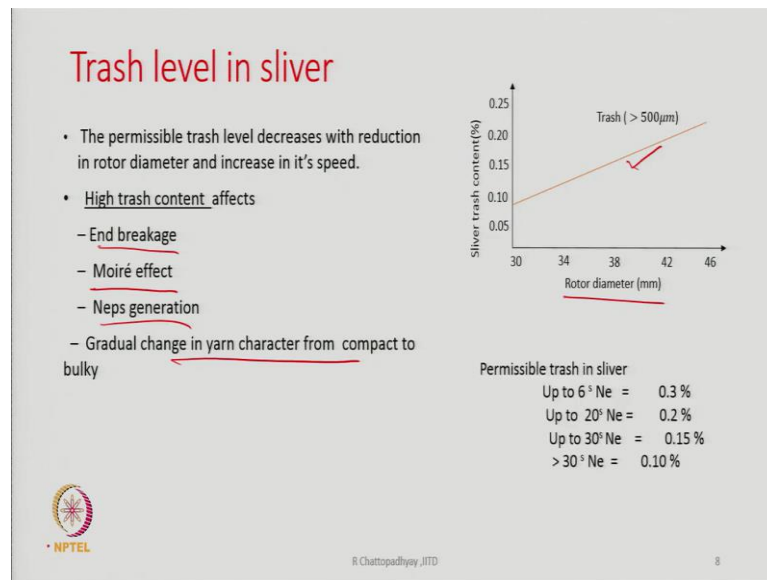 Trash level in sliver
• The permissible trash level decreases with reduction
in rotor diameter and increase in it's speed.
• High trash content affects
– End breakage
– Moiré effect
– Neps generation
– Gradual change in yarn character from compact to
bulky
Sliver trash content(%)
0.25
0.20
0.15
0.10
0.05
Trash ( > 500μm)
30 34 38 42 46
Rotor diameter (mm)
Permissible trash in sliver
Up to 6 s Ne = 0.3 %
Up to 20s Ne = 0.2 %
Up to 30s Ne = 0.15 %
> 30 s Ne = 0.10 %
• NPTEL
R Chattopadhyay ,IITD
8